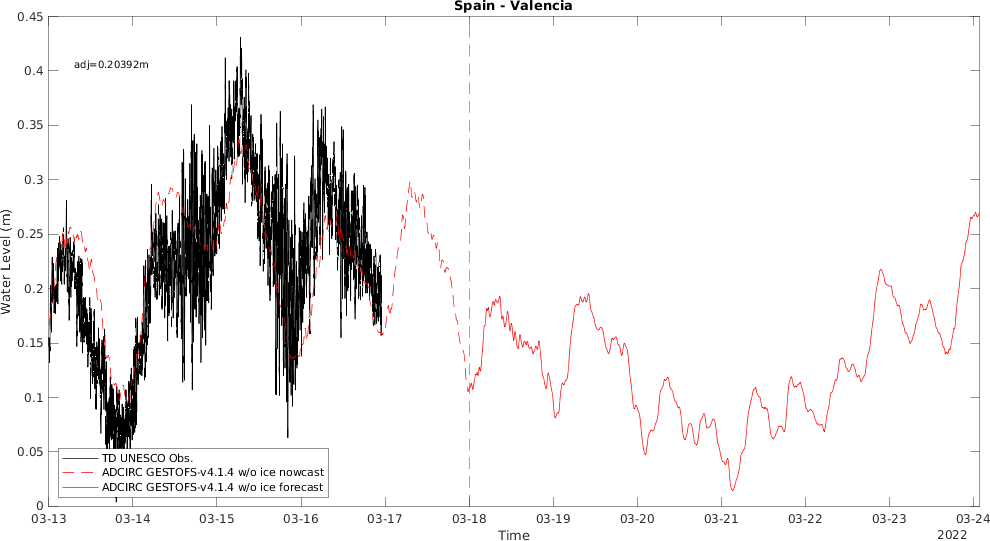 Spain - Valencia
0.45
0.4
0.35
0.3
0.25
0.2
0.15
0.1
0.05
0
Water Level (m)
adj=0.20392m
TD UNESCO Obs.
ADCIRC GESTOFS-v4.1.4 w/o ice nowcast
ADCIRC GESTOFS-v4.1.4 w/o ice forecast
03-13 03-14 03-15 03-16 03-17 03-18 03-19 03-20 03-21 03-22 03-23 03-24
Time
2022